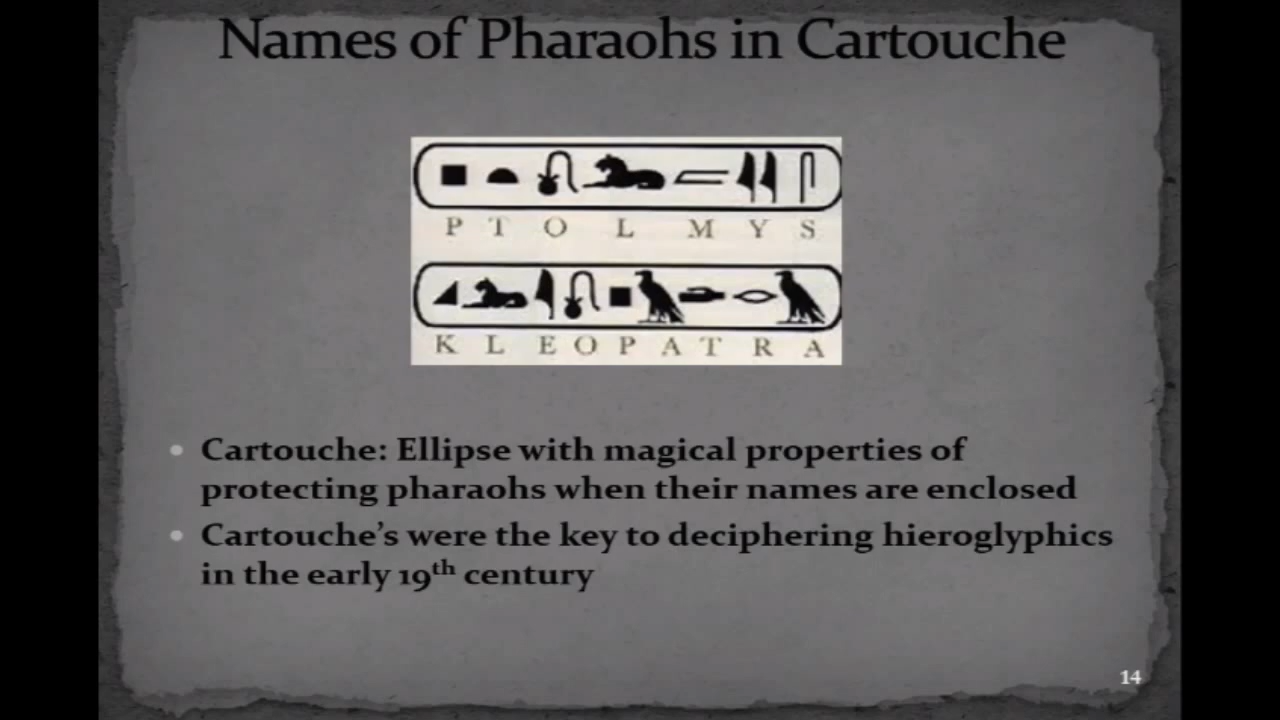 Names of Pharaohs in Cartouche
P T O L M Y S
K L E O P A T R A
• Cartouche: Ellipse with magical properties of
protecting pharaohs when their names are enclosed
• Cartouche’s were the key to deciphering hieroglyphics
in the early 19th century
14